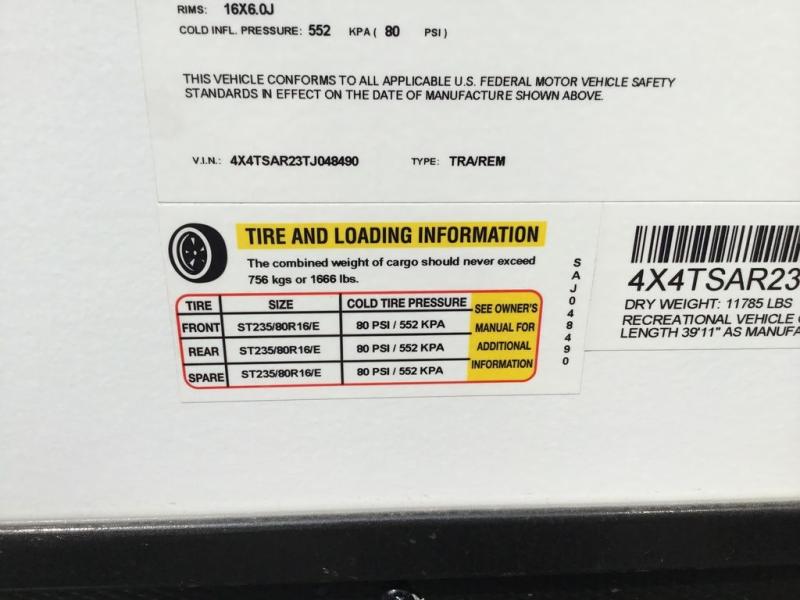 RIMS: 16X6.0J
COLD INFL. PRESSURE: 552 KPA ( 80 PSI )
THIS VEHICLE CONFORMS TO ALL APPLICABLE U.S. FEDERAL MOTOR VEHICLE SAFETY
STANDARDS IN EFFECT ON THE DATE OF MANUFACTURE SHOWN ABOVE.
V.I.N.: 4X4TSAR23TJ048490 TYPE: TRA/REM
TIRE AND LOADING INFORMATION
The combined weight of cargo should never exceed
756 kgs or 1666 lbs.
TIRE SIZE COLD TIRE PRESSURE
FRONT ST235/80R16/E 80 PSI / 552 KPA
REAR ST235/80R16/E 80 PSI / 552 KPA
SPARE ST235/80R16/E 80 PSI / 552 KPA
SEE OWNER'S
MANUAL FOR
ADDITIONAL
INFORMATION
SAJ048490
4X4TSAR23
DRY WEIGHT: 11785 LBS
RECREATIONAL VEHICLE
LENGTH 39'11" AS